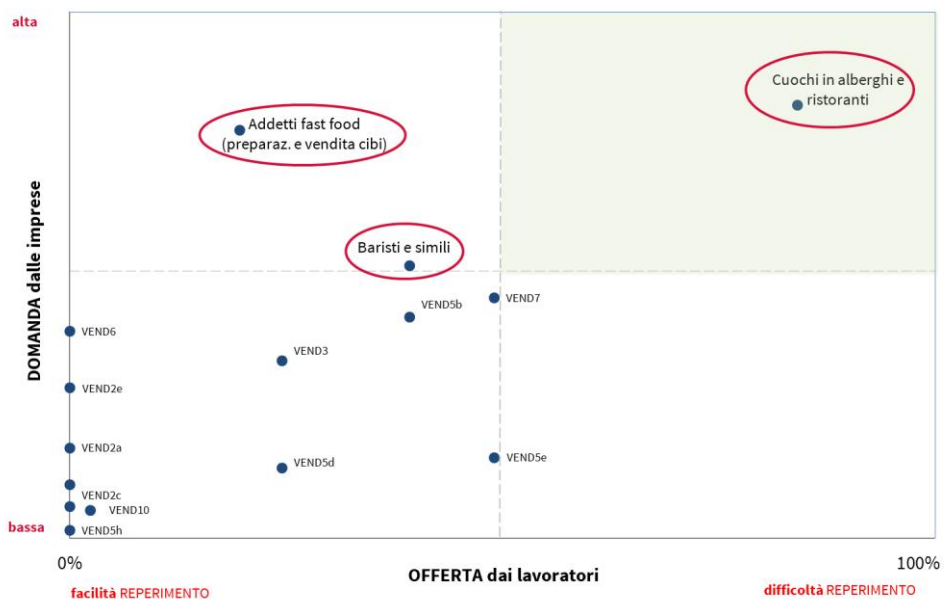 alta
Cuochi in alberghi e
ristoranti
Addetti fast food
(preparaz. e vendita cibi)
DOMANDA dalle imprese
Baristi e simili
VEND7
VEND5b
VEND6
VEND3
VEND2e
VEND2a
VEND5d
VEND5e
VEND2c
VEND10
bassa
VEND5h
0%
OFFERTA dai lavoratori
100%
facilità REPERIMENTO
difficoltà REPERIMENTO